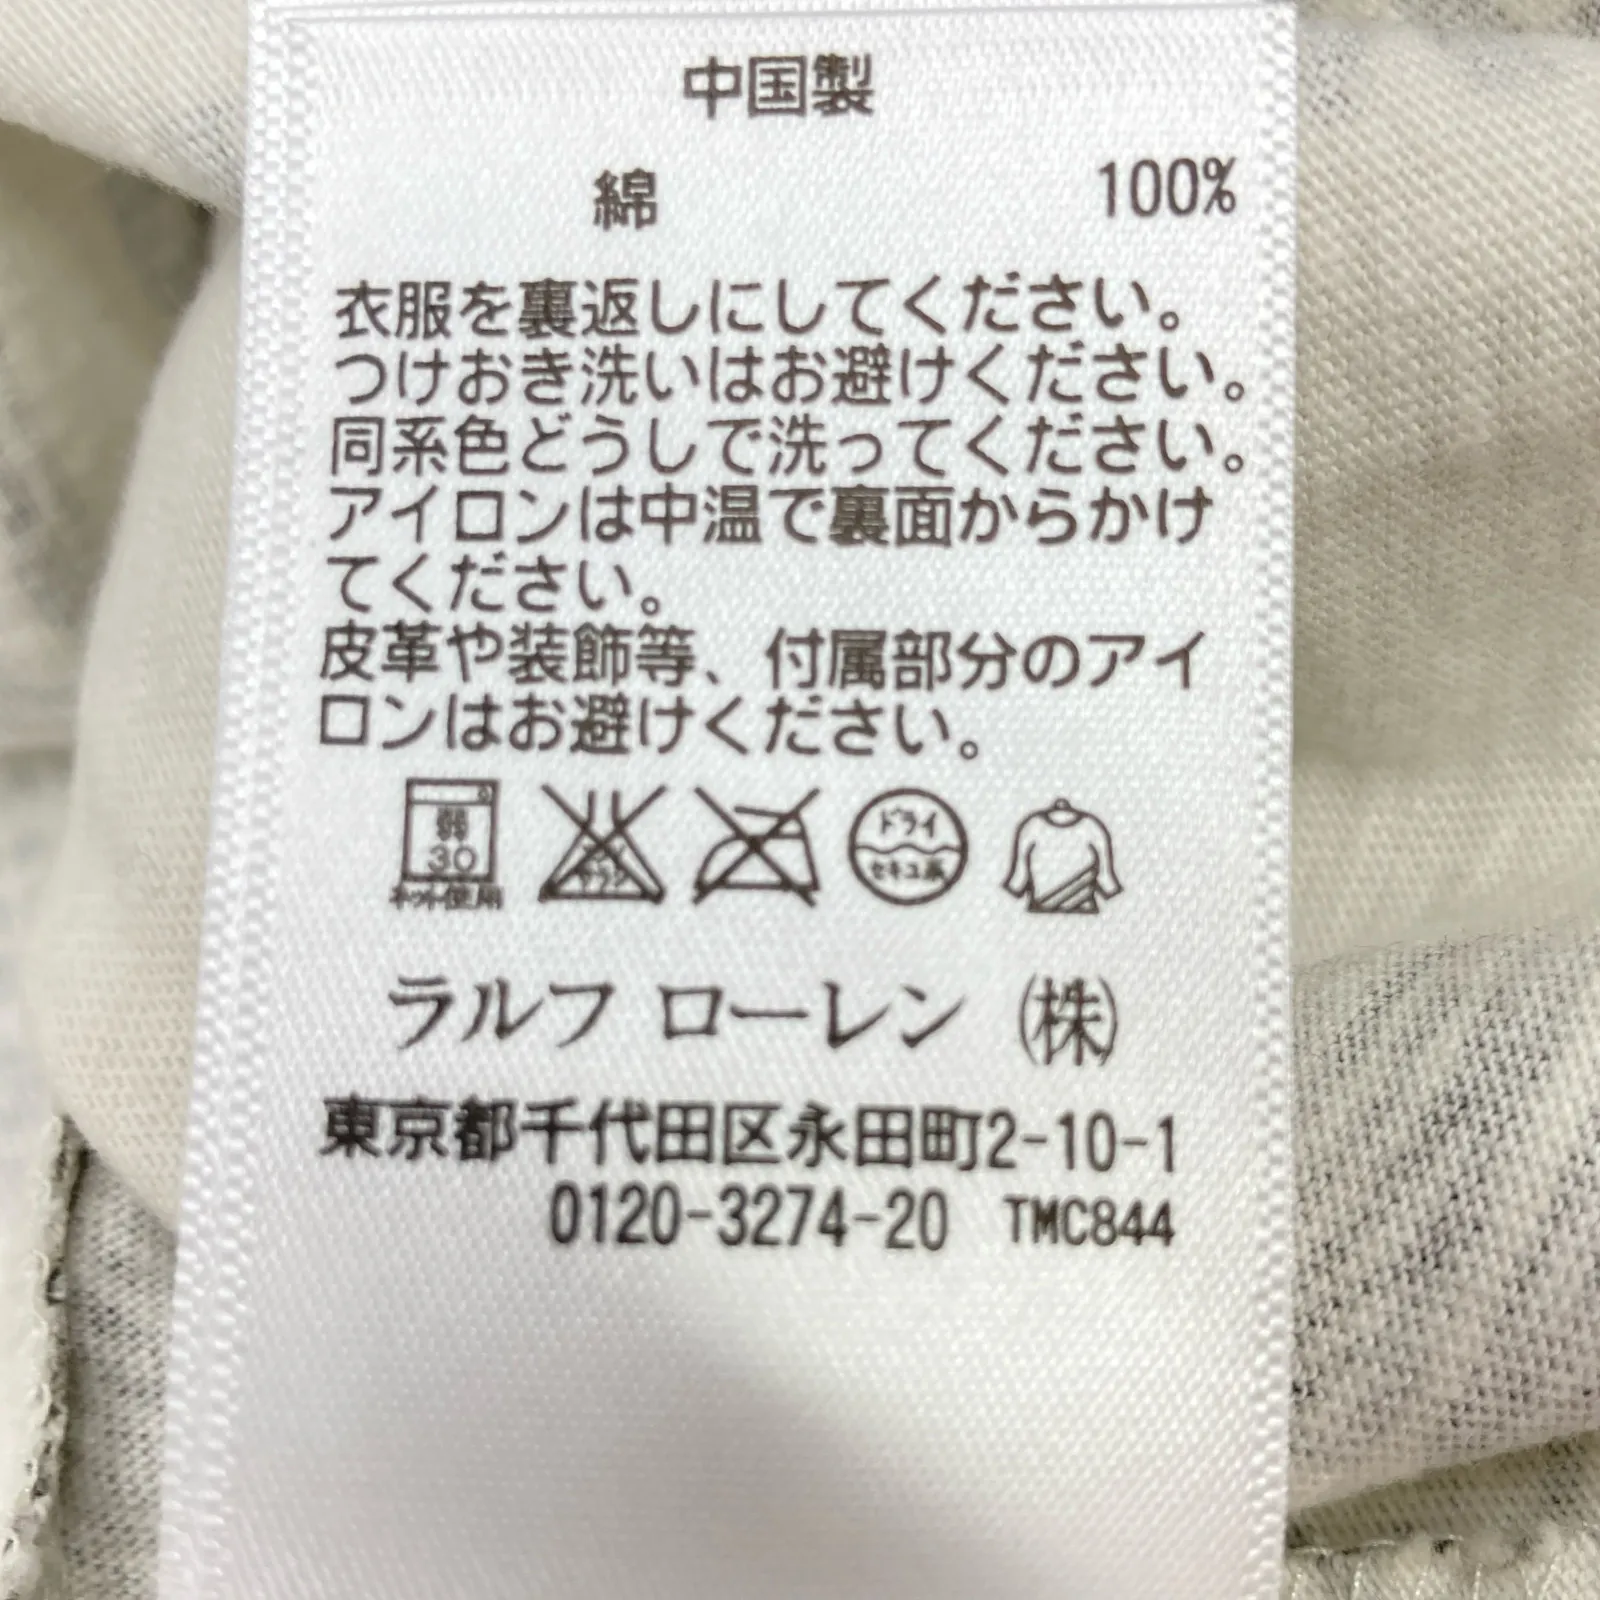 中国製
綿 100%
衣服を裏返しにしてください。
つけおき洗いはお避けください。
同系色どうしで洗ってください。
アイロンは中温で裏面からかけ
てください。
皮革や装飾等、付属部分のアイ
ロンはお避けください。
弱
30
ネット使用
ドライ
セキユ系
ラルフ ローレン (株)
東京都千代田区永田町2-10-1
0120-3274-20 TMC844